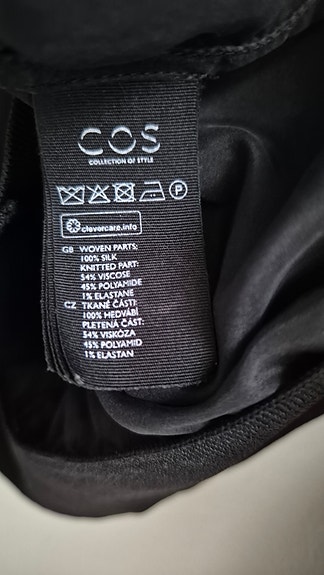 COS
COLLECTION OF STYLE
P
clevercare.info
GB WOVEN PARTS;
100% SILK
KNITTED PART:
54% VISCOSE
45% POLYAMIDE
1% ELASTANE
CZ TKANÉ ČÁSTI:
100% HEDVÁBÍ
PLETENÁ ČÁST:
54% VISKÓZA
45% POLYAMID
1% ELASTAN